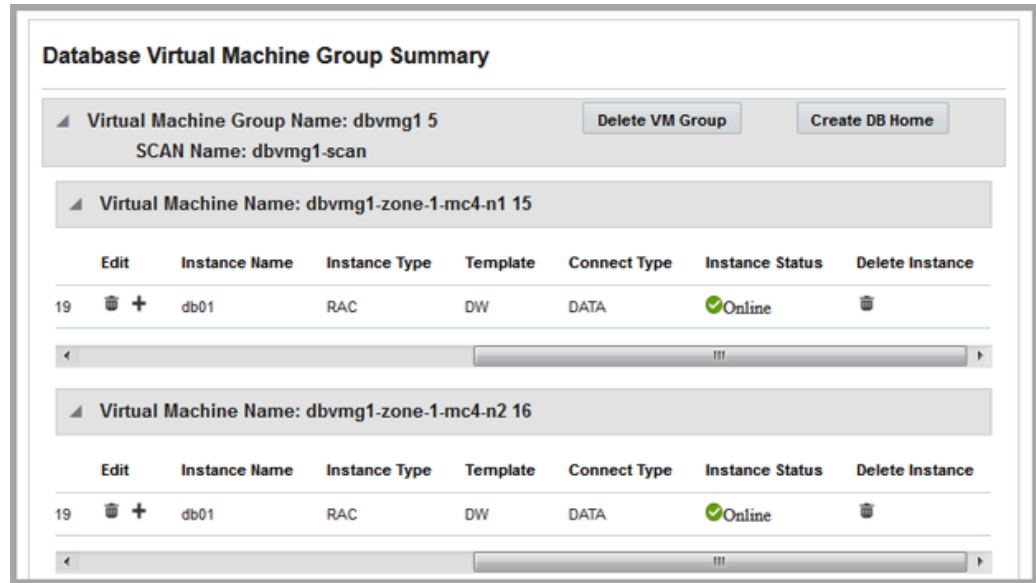 Database Virtual Machine Group Summary
Virtual Machine Group Name: dbvmg1 5 Delete VM Group Create DB Home
SCAN Name: dbvmg1-scan
Virtual Machine Name: dbvmg1-zone-1-mc4-n1 15
Edit Instance Name Instance Type Template Connect Type Instance Status Delete Instance
19 db01 RAC DW DATA Online
Virtual Machine Name: dbvmg1-zone-1-mc4-n2 16
Edit Instance Name Instance Type Template Connect Type Instance Status Delete Instance
19 db01 RAC DW DATA Online